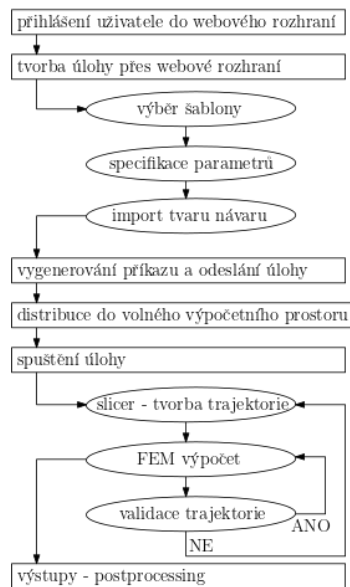 přihlášení uživatele do webového rozhraní
tvorba úlohy přes webové rozhraní
výběr šablony
specifikace parametrů
import tvaru návaru
vygenerování příkazu a odeslání úlohy
distribuce do volného výpočetního prostoru
spuštění úlohy
slicer - tvorba trajektorie
FEM výpočet
validace trajektorie
ANO
NE
výstupy - postprocessing